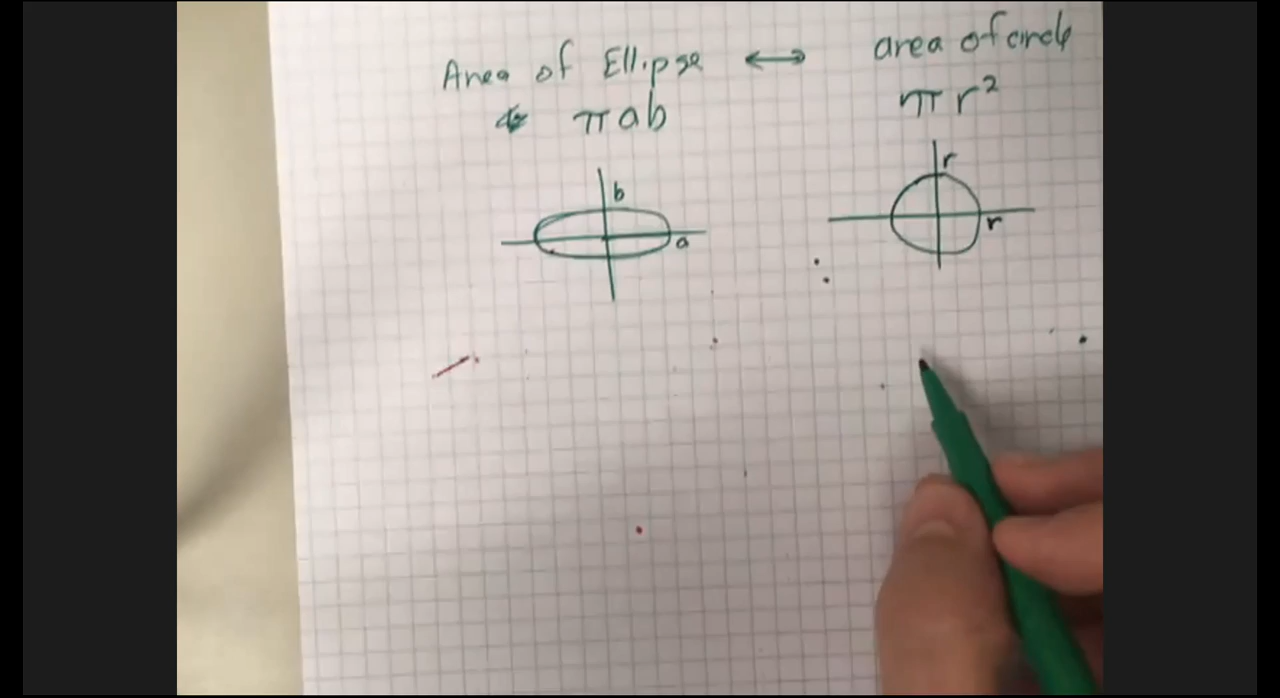 Area of Ellipse ↔ area of circle
πab
πr²
b
a
r
r